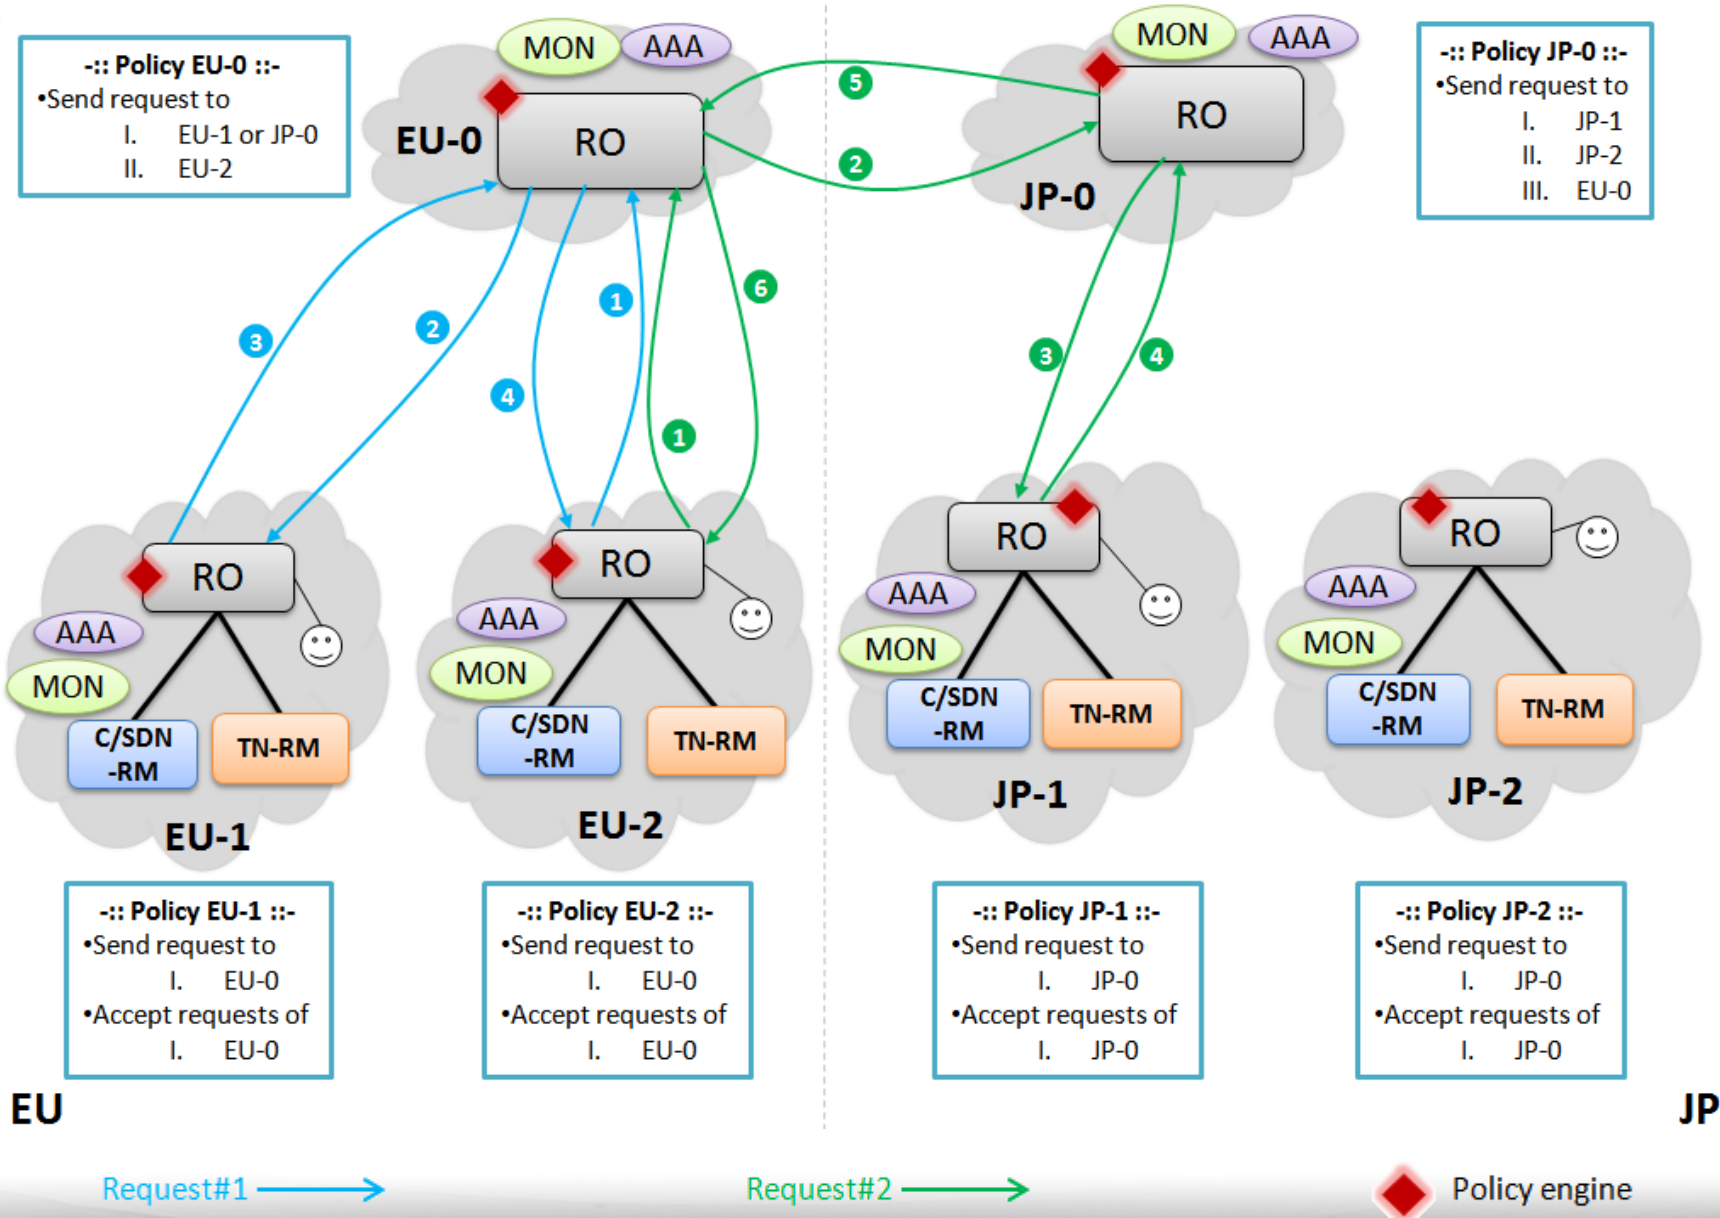 MON
AAA
MON
AAA
-:: Policy EU-0 ::-
•Send request to
I. EU-1 or JP-0
II. EU-2
EU-0
RO
5
2
RO
JP-0
-:: Policy JP-0 ::-
•Send request to
I. JP-1
II. JP-2
III. EU-0
3
2
1
6
4
1
3
4
RO
AAA
MON
C/SDN
-RM
TN-RM
EU-1
RO
AAA
MON
C/SDN
-RM
TN-RM
EU-2
RO
AAA
MON
C/SDN
-RM
TN-RM
JP-1
RO
AAA
MON
C/SDN
-RM
TN-RM
JP-2
-:: Policy EU-1 ::-
•Send request to
I. EU-0
•Accept requests of
I. EU-0
-:: Policy EU-2 ::-
•Send request to
I. EU-0
•Accept requests of
I. EU-0
-:: Policy JP-1 ::-
•Send request to
I. JP-0
•Accept requests of
I. JP-0
-:: Policy JP-2 ::-
•Send request to
I. JP-0
•Accept requests of
I. JP-0
EU
JP
Request#1
Request#2
Policy engine